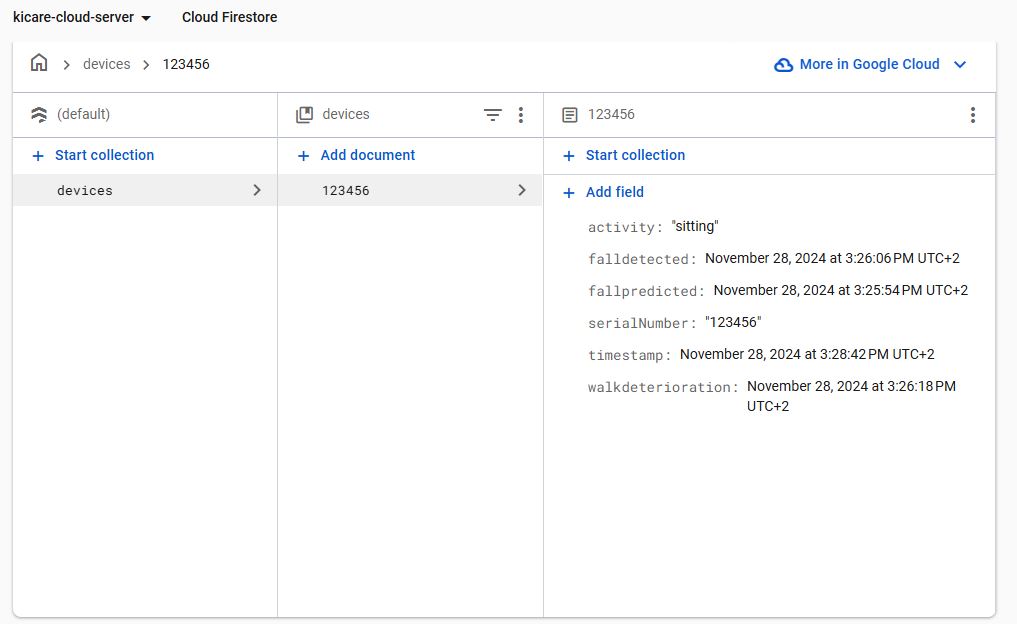 kicare-cloud-server Cloud Firestore
devices 123456 More in Google Cloud
(default) devices 123456
Start collection Add document Start collection
devices 123456
Add field
activity: "sitting"
falldetected: November 28, 2024 at 3:26:06 PM UTC+2
fallpredicted: November 28, 2024 at 3:25:54 PM UTC+2
serialNumber: "123456"
timestamp: November 28, 2024 at 3:28:42 PM UTC+2
walkdeterioration: November 28, 2024 at 3:26:18 PM
UTC+2